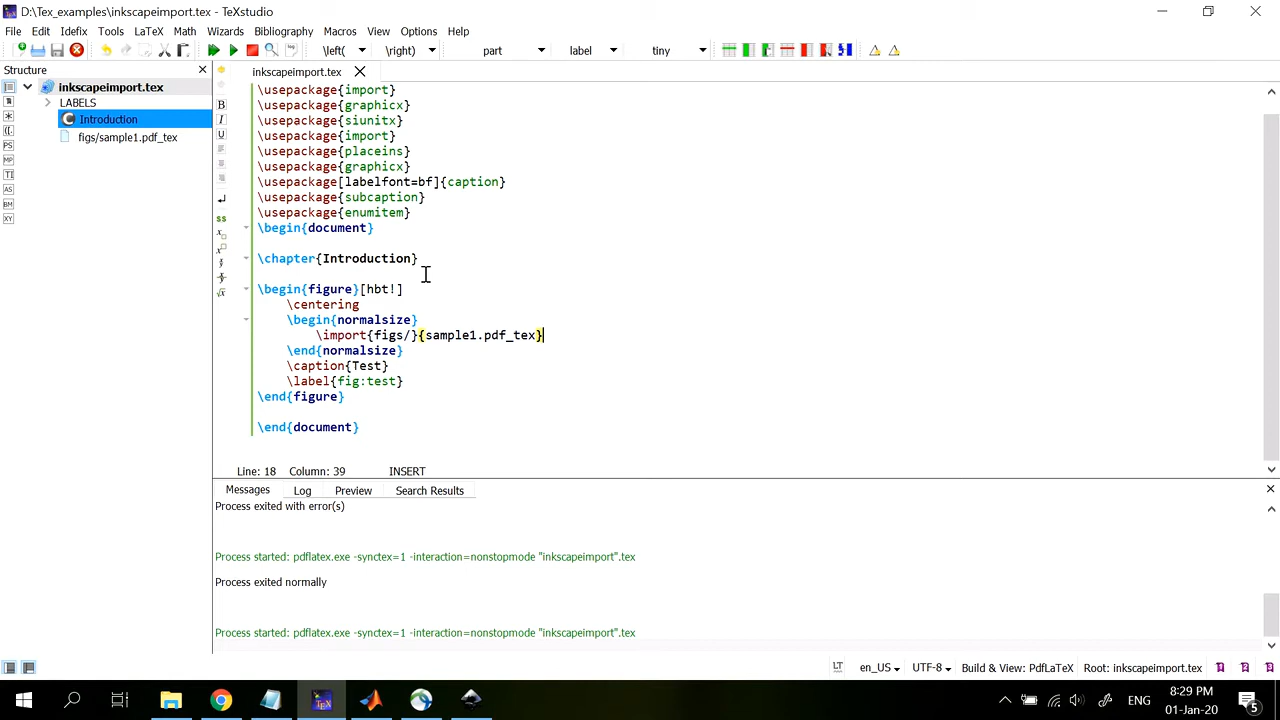 D:\Tex_examples\inkscapeimport.tex - TeXstudio
File Edit Idefix Tools LaTeX Math Wizards Bibliography Macros View Options Help
\left( \right) part label tiny
Structure
inkscapeimport.tex
inkscapeimport.tex
LABELS
Introduction
figs/sample1.pdf_tex
\usepackage{import}
\usepackage{graphicx}
\usepackage{siunitx}
\usepackage{import}
\usepackage{placeins}
\usepackage{graphicx}
\usepackage[labelfont=bf]{caption}
\usepackage{subcaption}
\usepackage{enumitem}
\begin{document}
\chapter{Introduction}
\begin{figure}[hbt!]
\centering
\begin{normalsize}
\import{figs/}{sample1.pdf_tex}
\end{normalsize}
\caption{Test}
\label{fig:test}
\end{figure}
\end{document}
Line: 18 Column: 39 INSERT
Messages Log Preview Search Results
Process exited with error(s)
Process started: pdflatex.exe -synctex=1 -interaction=nonstopmode "inkscapeimport".tex
Process exited normally
Process started: pdflatex.exe -synctex=1 -interaction=nonstopmode "inkscapeimport".tex
LT en_US UTF-8 Build & View: PdfLaTeX Root: inkscapeimport.tex
ENG
8:29 PM
01-Jan-20
5